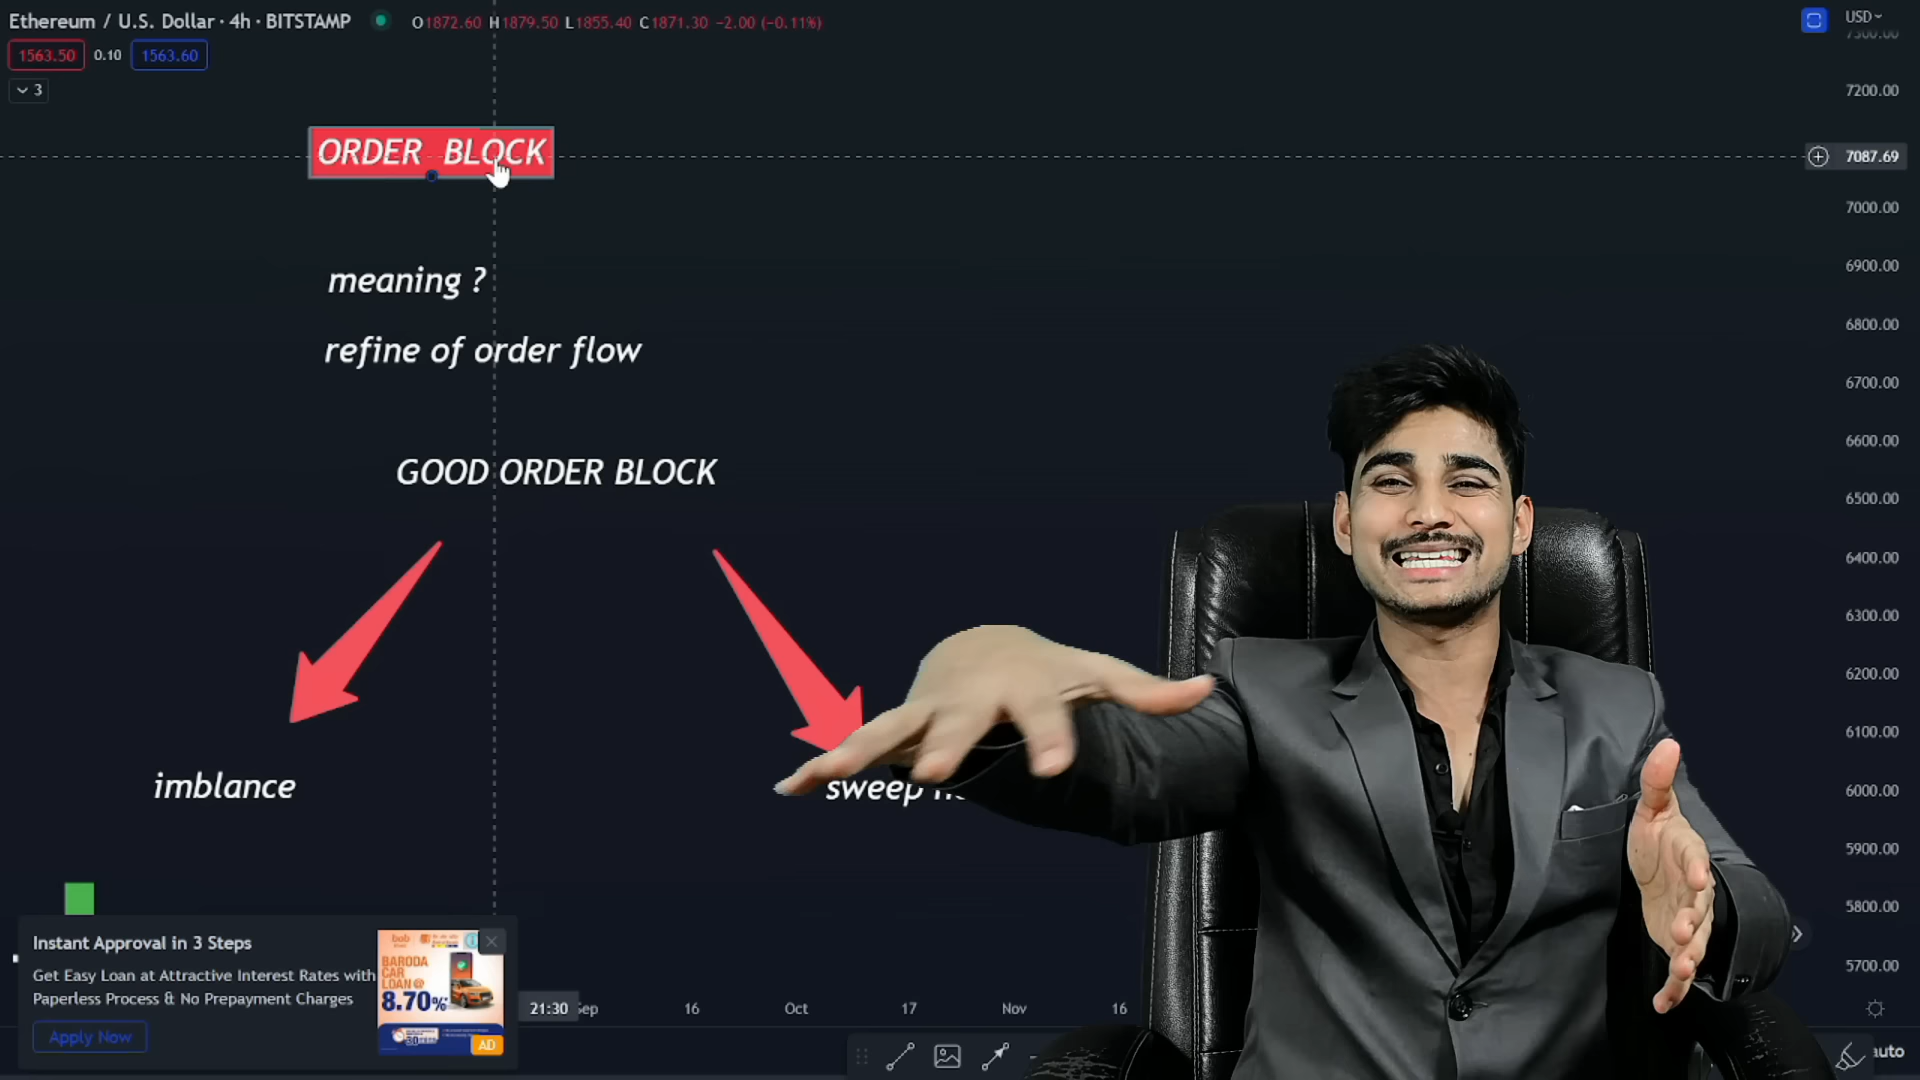 Ethereum / U.S. Dollar · 4h · BITSTAMP
O1872.60 H1879.50 L1855.40 C1871.30 −2.00 (−0.11%)
USD
1563.50 0.10 1563.60
3
7300.00
7200.00
7087.69
7000.00
6900.00
6800.00
6700.00
6600.00
6500.00
6400.00
6300.00
6200.00
6100.00
6000.00
5900.00
5800.00
5700.00
ORDER BLOCK
meaning ?
refine of order flow
GOOD ORDER BLOCK
imblance
sweep
Instant Approval in 3 Steps
Get Easy Loan at Attractive Interest Rates with
Paperless Process & No Prepayment Charges
Apply Now
bob
BARODA
CAR
LOAN@
8.70%*
30
AD
21:30 Sep 16 Oct 17 Nov 16
auto